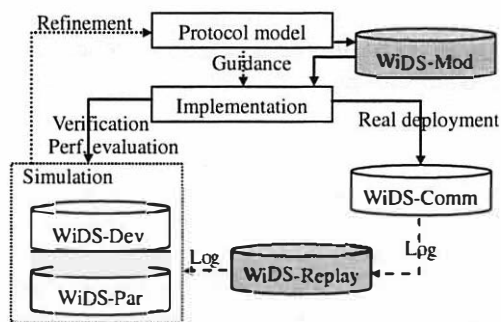 Refinement
Protocol model
WiDS-Mod
Guidance
Implementation
Verification
Perf. evaluation
Real deployment
Simulation
WiDS-Comm
WiDS-Dev
Log
Log
WiDS-Replay
WiDS-Par